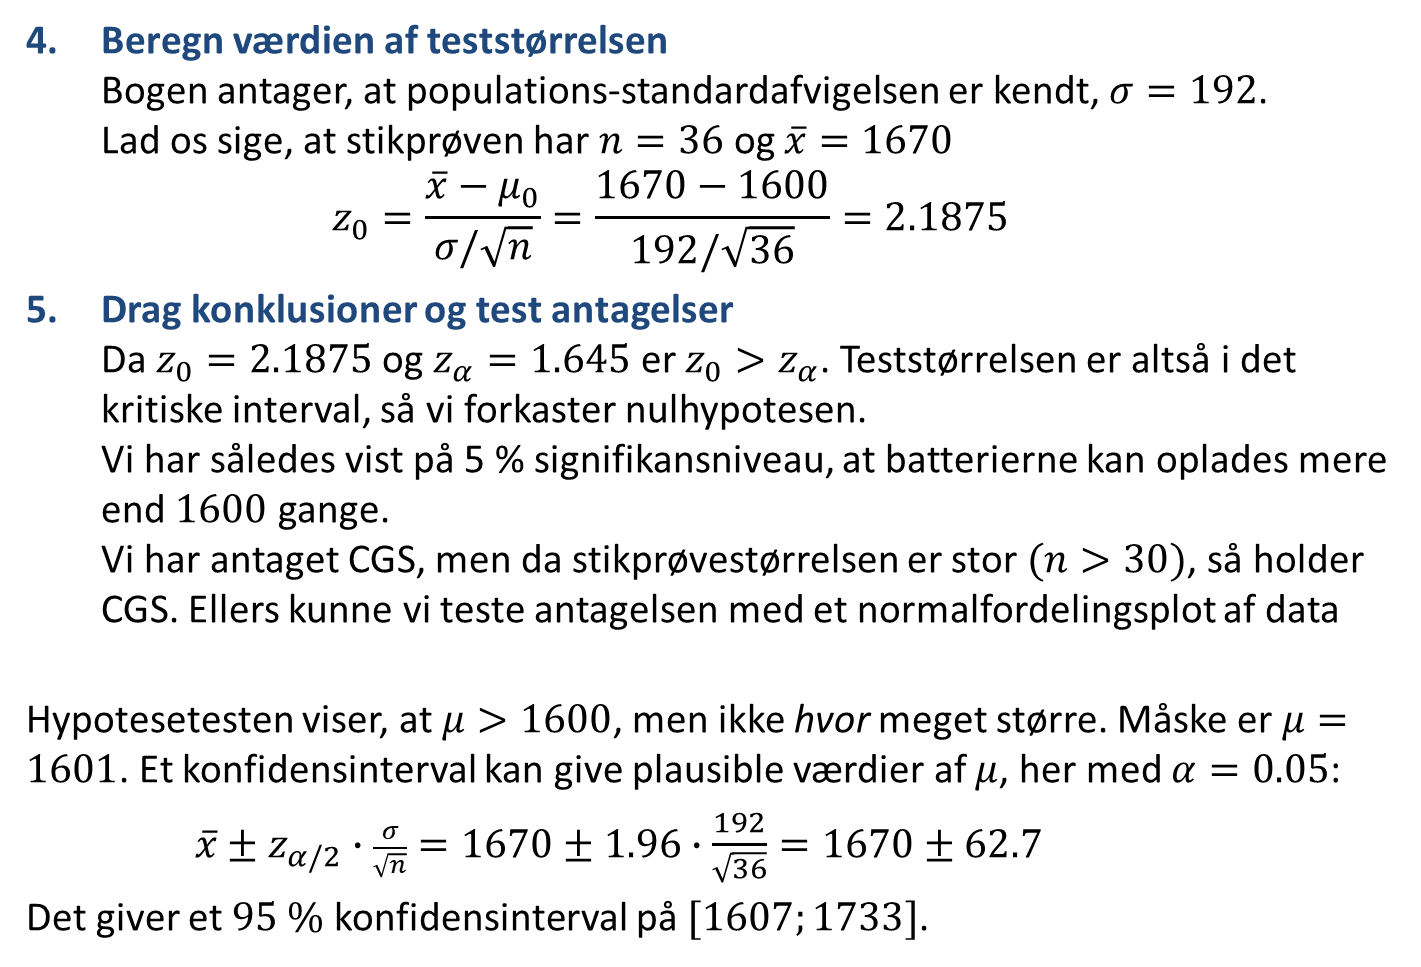 4. Beregn værdien af teststørrelsen
Bogen antager, at populations-standardafvigelsen er kendt, σ = 192.
Lad os sige, at stikprøven har n = 36 og x̄ = 1670
z₀ = (x̄ − μ₀)/(σ/√n) = (1670 − 1600)/(192/√36) = 2.1875
5. Drag konklusioner og test antagelser
Da z₀ = 2.1875 og zα = 1.645 er z₀ > zα. Teststørrelsen er altså i det
kritiske interval, så vi forkaster nulhypotesen.
Vi har således vist på 5 % signifikansniveau, at batterierne kan oplades mere
end 1600 gange.
Vi har antaget CGS, men da stikprøvestørrelsen er stor (n > 30), så holder
CGS. Ellers kunne vi teste antagelsen med et normalfordelingsplot af data
Hypotesetesten viser, at μ > 1600, men ikke hvor meget større. Måske er μ =
1601. Et konfidensinterval kan give plausible værdier af μ, her med α = 0.05:
x̄ ± zα/2 · σ/√n = 1670 ± 1.96 · 192/√36 = 1670 ± 62.7
Det giver et 95 % konfidensinterval på [1607; 1733].